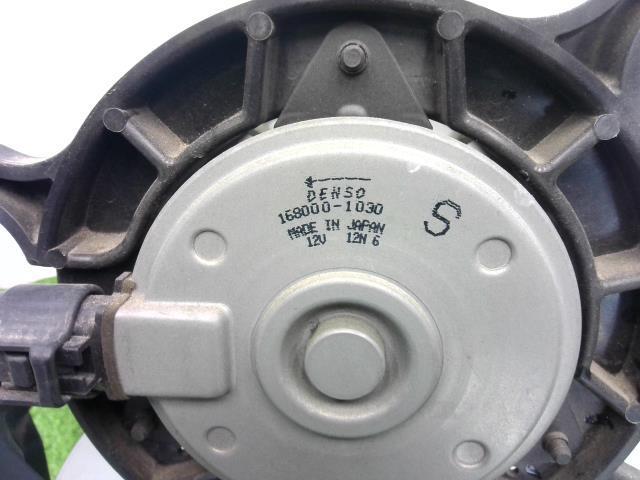 DENSO
168000-1030
MADE IN JAPAN
12V 12N 6
S